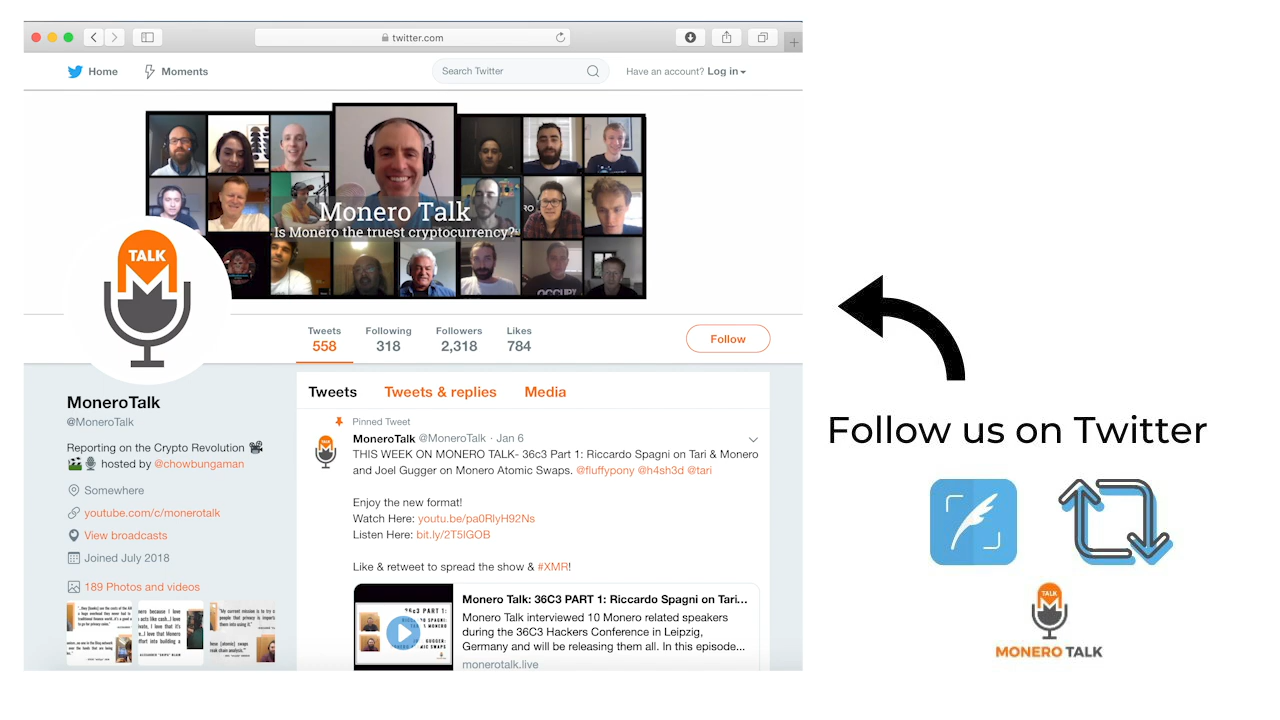 twitter.com
Home
Moments
Search Twitter
Have an account? Log in
Monero Talk
Is Monero the truest cryptocurrency?
TALK
Tweets
Following
Followers
Likes
558
318
2,318
784
Follow
Tweets
Tweets & replies
Media
MoneroTalk
@MoneroTalk
Reporting on the Crypto Revolution
hosted by @chowbungaman
Somewhere
youtube.com/c/monerotalk
View broadcasts
Joined July 2018
189 Photos and videos
Pinned Tweet
MoneroTalk @MoneroTalk · Jan 6
THIS WEEK ON MONERO TALK- 36c3 Part 1: Riccardo Spagni on Tari & Monero
and Joel Gugger on Monero Atomic Swaps. @fluffypony @h4sh3d @tari
Enjoy the new format!
Watch Here: youtu.be/pa0RlyH92Ns
Listen Here: bit.ly/2T5IGOB
Like & retweet to spread the show & #XMR!
36C3 PART 1:
Monero Talk: 36C3 PART 1: Riccardo Spagni on Tari...
Monero Talk interviewed 10 Monero related speakers
during the 36C3 Hackers Conference in Leipzig,
Germany and will be releasing them all. In this episode...
monerotalk.live
Follow us on Twitter
TALK
MONERO TALK